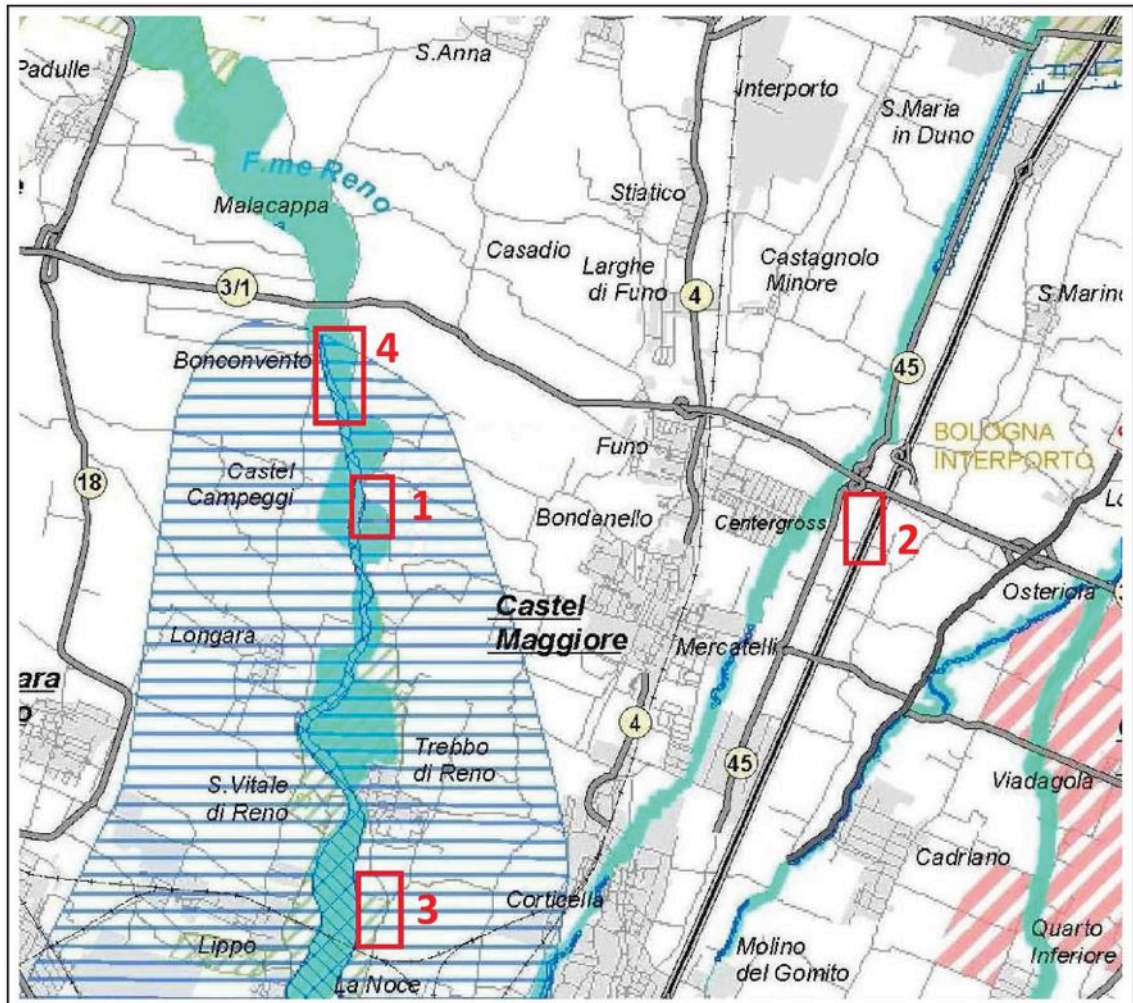 Padulle
S.Anna
Interporto
S.Maria
in Duno
F.me Reno
Malacappa
Stiatico
Casadio
Larghe
di Funo
Castagnolo
Minore
S.Marino
3/1
4
45
Bonconvento
4
18
Castel
Campeggi
1
Funo
Bondanello
Centergross
2
BOLOGNA
INTERPORTO
Osteriola
Longara
Castel
Maggiore
Mercatelli
ara
o
4
45
Trebbo
di Reno
S.Vitale
di Reno
Viadagola
Cadriano
3
Corticella
Lippo
La Noce
Molino
del Gomito
Quarto
Inferiore